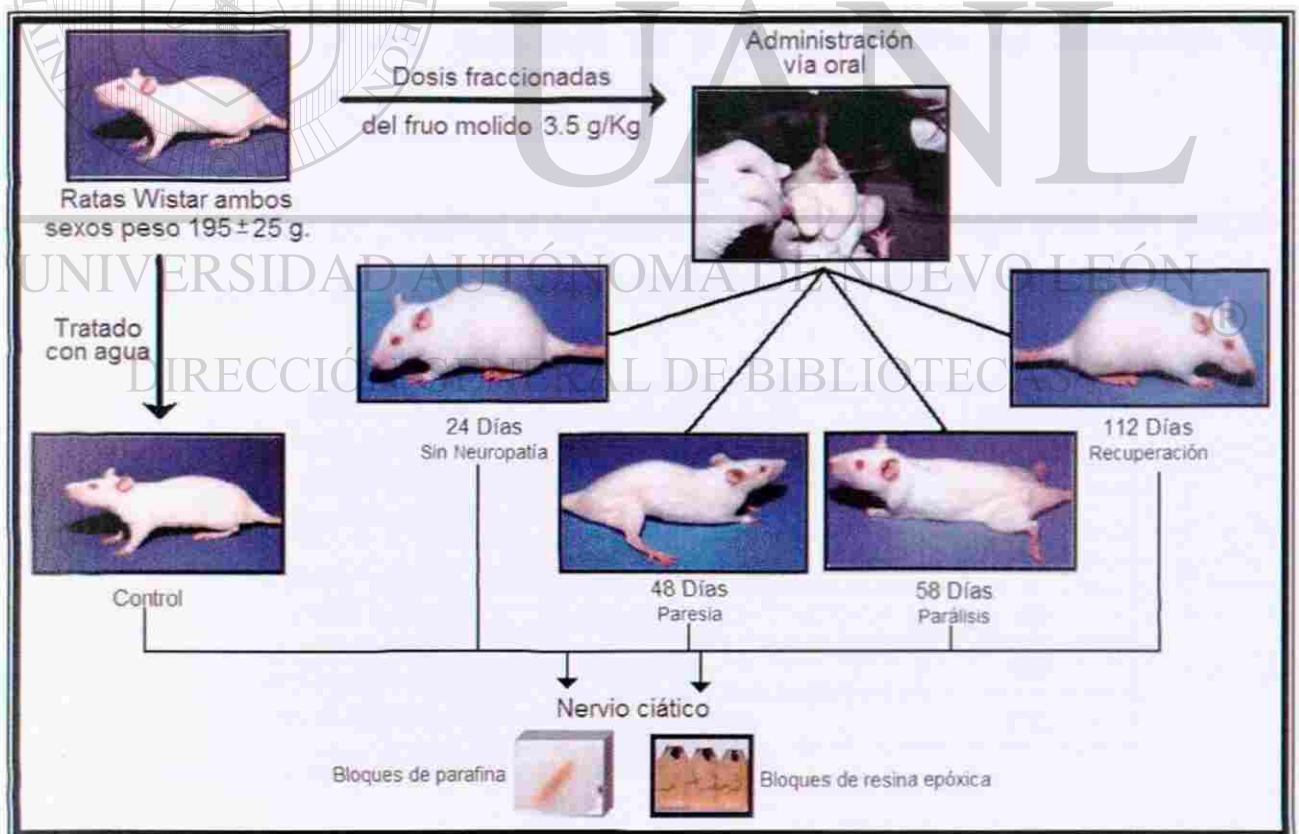 UANL
Administración
vía oral
Dosis fraccionadas
del fruo molido 3.5 g/Kg
Ratas Wistar ambos
sexos peso 195±25 g.
UNIVERSIDAD AUTÓNOMA DE NUEVO LEÓN
®
Tratado
con agua
DIRECCIÓN GENERAL DE BIBLIOTECAS
24 Días
Sin Neuropatía
112 Días
Recuperación
Control
48 Días
Paresia
58 Días
Parálisis
Nervio ciático
Bloques de parafina
Bloques de resina epóxica